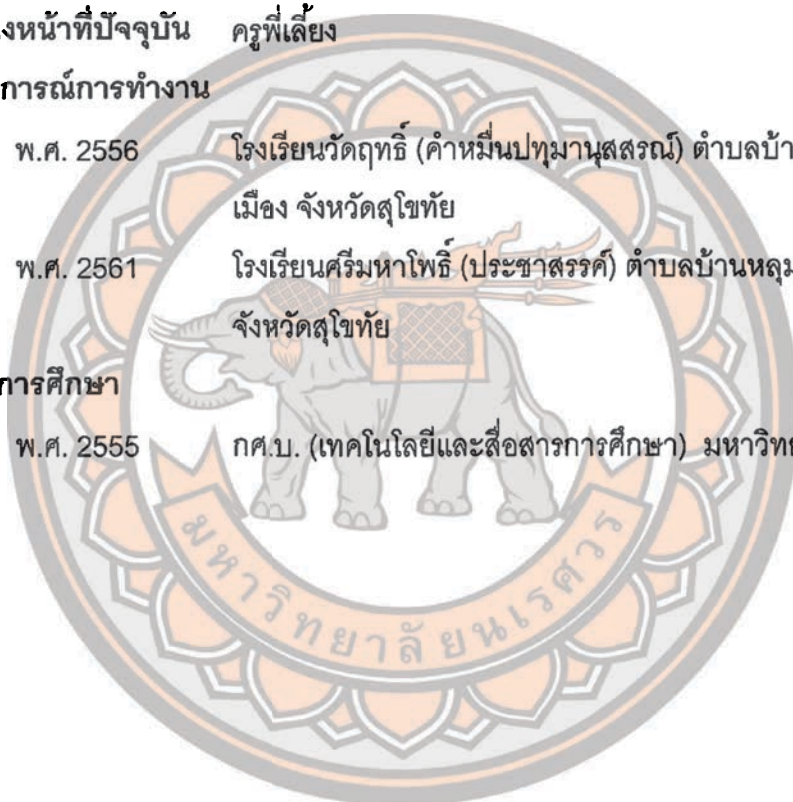 งหน้าที่ปัจจุบัน ครูพี่เลี้ยง
การณ์การทำงาน
พ.ศ. 2556 โรงเรียนวัดฤทธิ์ (คำหมื่นปทุมานุสสรณ์) ตำบลบ้า
เมือง จังหวัดสุโขทัย
พ.ศ. 2561 โรงเรียนศรีมหาโพธิ์ (ประชาสรรค์) ตำบลบ้านหลุม
จังหวัดสุโขทัย
การศึกษา
พ.ศ. 2555 กศ.บ. (เทคโนโลยีและสื่อสารการศึกษา) มหาวิทย
มหาวิทยาลัยนเรศวร